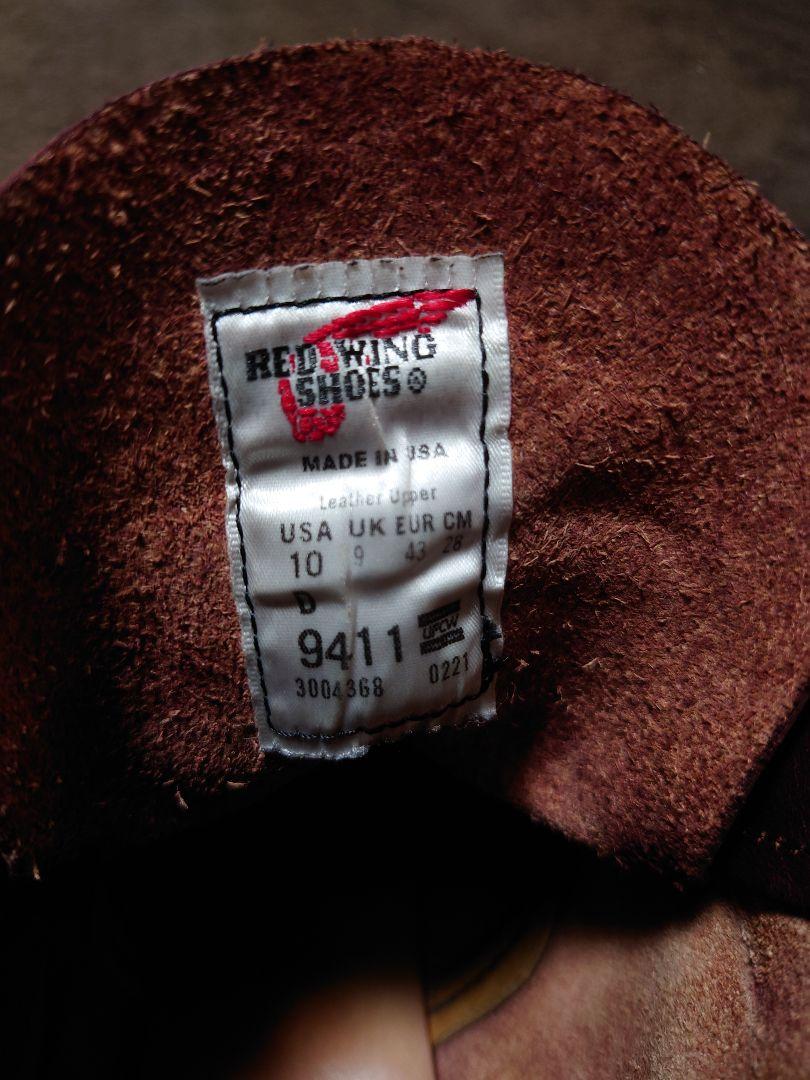 RED WING
SHOES
MADE IN USA
Leather Upper
USA UK EUR CM
10 9 43 28
D
9411 UFCW
3004368 0221